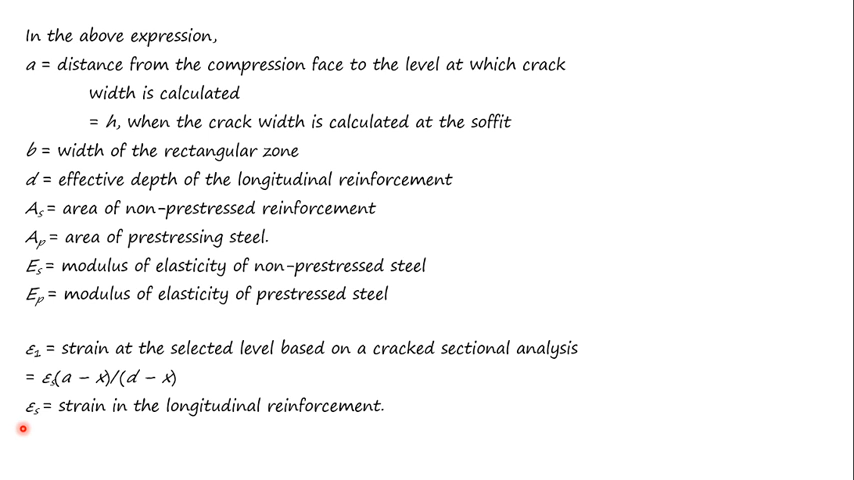 In the above expression,
a = distance from the compression face to the level at which crack
width is calculated
= h, when the crack width is calculated at the soffit
b = width of the rectangular zone
d = effective depth of the longitudinal reinforcement
Aₛ = area of non-prestressed reinforcement
Aₚ = area of prestressing steel.
Eₛ = modulus of elasticity of non-prestressed steel
Eₚ = modulus of elasticity of prestressed steel
ε₁ = strain at the selected level based on a cracked sectional analysis
= εₛ(a – x)/(d – x)
εₛ = strain in the longitudinal reinforcement.